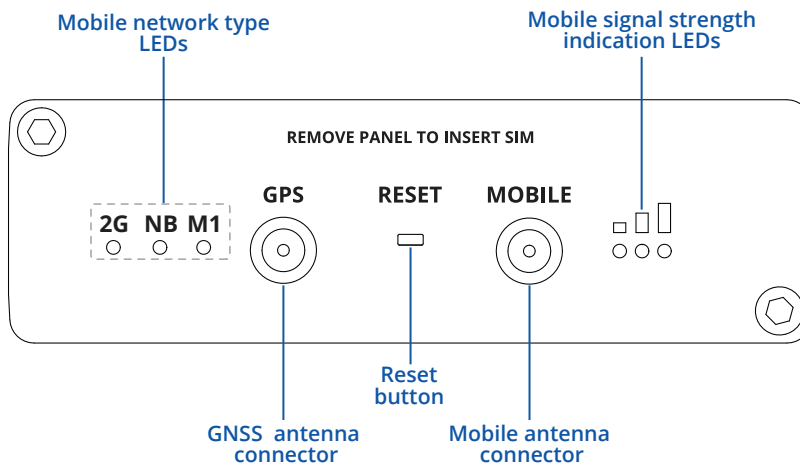 Mobile network type
LEDs
Mobile signal strength
indication LEDs
REMOVE PANEL TO INSERT SIM
GPS
RESET
MOBILE
2G NB M1
Reset
button
GNSS antenna
connector
Mobile antenna
connector